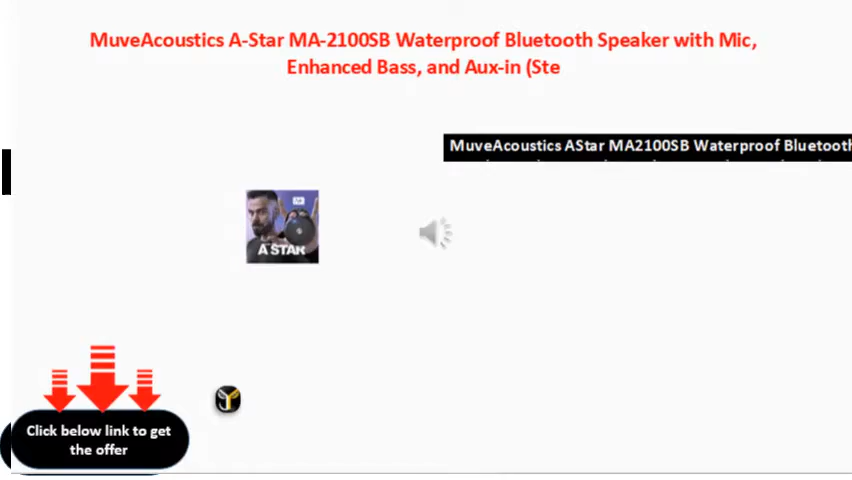 MuveAcoustics A-Star MA-2100SB Waterproof Bluetooth Speaker with Mic,
Enhanced Bass, and Aux-in (Ste
MuveAcoustics AStar MA2100SB Waterproof Bluetooth
A STAR
Click below link to get
the offer